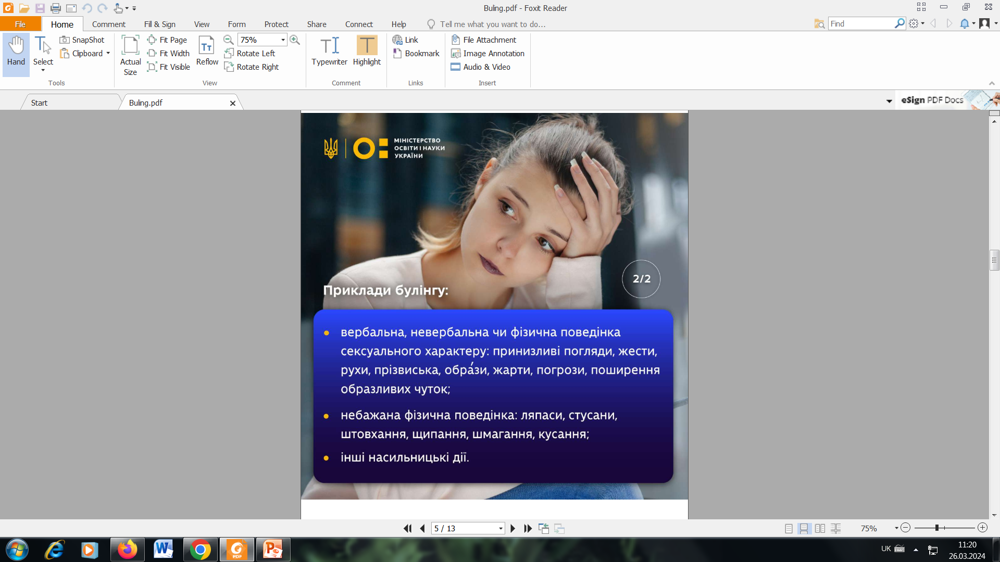 Buling.pdf - Foxit Reader
File Home Comment Fill & Sign View Form Protect Share Connect Help Tell me what you want to do... Find
Hand
Select
SnapShot
Clipboard
Tools
Actual
Size
Fit Page
Fit Width
Fit Visible
Reflow
75%
Rotate Left
Rotate Right
View
Typewriter
Highlight
Comment
Link
Bookmark
Links
File Attachment
Image Annotation
Audio & Video
Insert
Start
Buling.pdf
eSign PDF Docs
МІНІСТЕРСТВО
ОСВІТИ І НАУКИ
УКРАЇНИ
2/2
Приклади булінгу:
• вербальна, невербальна чи фізична поведінка
сексуального характеру: принизливі погляди, жести,
рухи, прізвиська, обра́зи, жарти, погрози, поширення
образливих чуток;
• небажана фізична поведінка: ляпаси, стусани,
штовхання, щипання, шмагання, кусання;
• інші насильницькі дії.
5 / 13
75%
UK
11:20
26.03.2024